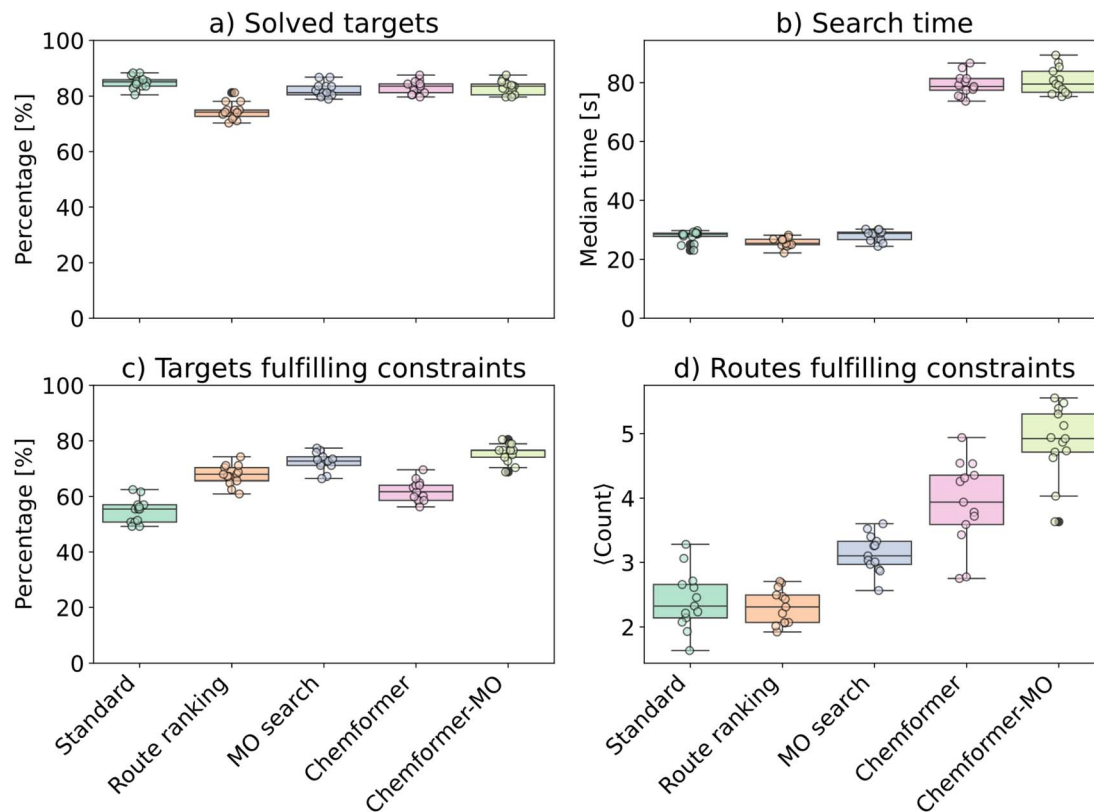 a) Solved targets
Percentage [%]
100
80
60
40
20
0
b) Search time
Median time [s]
80
60
40
20
0
c) Targets fulfilling constraints
Percentage [%]
100
80
60
40
20
0
Standard
Route ranking
MO search
Chemformer
Chemformer-MO
d) Routes fulfilling constraints
⟨Count⟩
5
4
3
2
Standard
Route ranking
MO search
Chemformer
Chemformer-MO